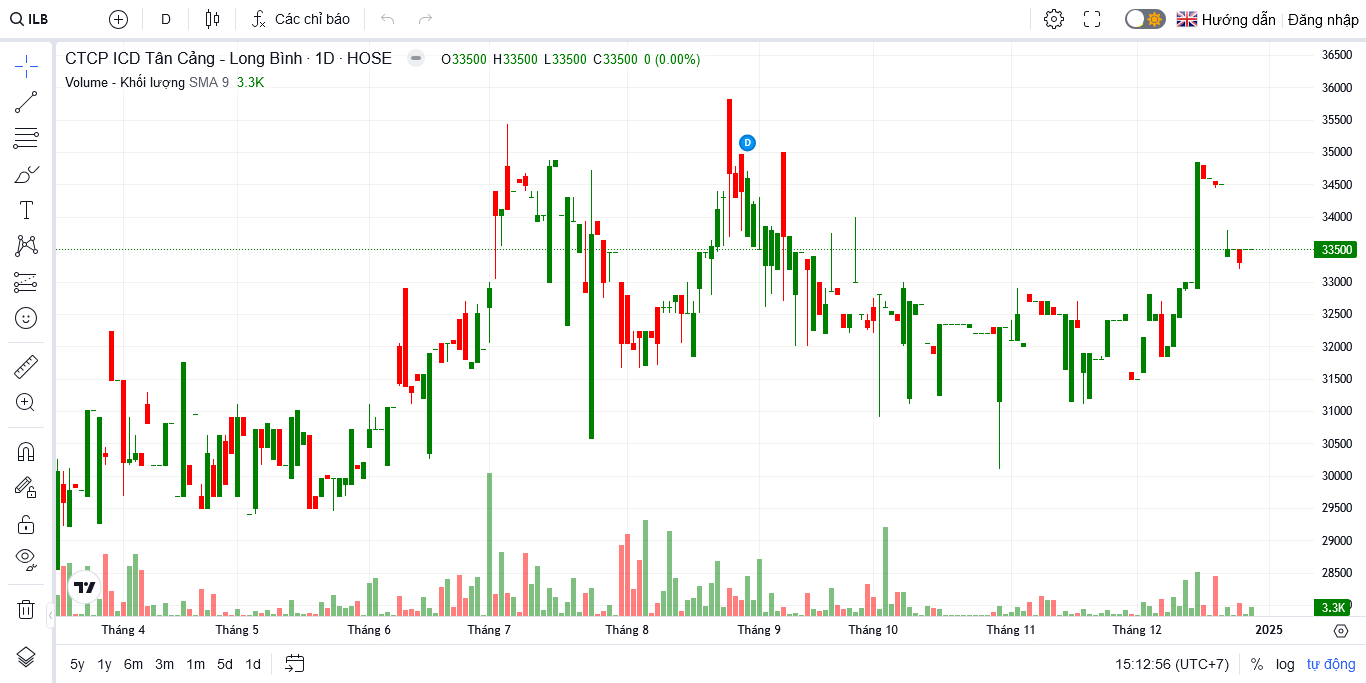 ILB D Các chỉ báo Hướng dẫn Đăng nhập
CTCP ICD Tân Cảng - Long Bình · 1D · HOSE O33500 H33500 L33500 C33500 0 (0.00%)
Volume - Khối lượng SMA 9 3.3K
D
36500
36000
35500
35000
34500
34000
33500
33000
32500
32000
31500
31000
30500
30000
29500
29000
28500
3.3K
Tháng 4 Tháng 5 Tháng 6 Tháng 7 Tháng 8 Tháng 9 Tháng 10 Tháng 11 Tháng 12 2025
5y 1y 6m 3m 1m 5d 1d 15:12:56 (UTC+7) % log tự động